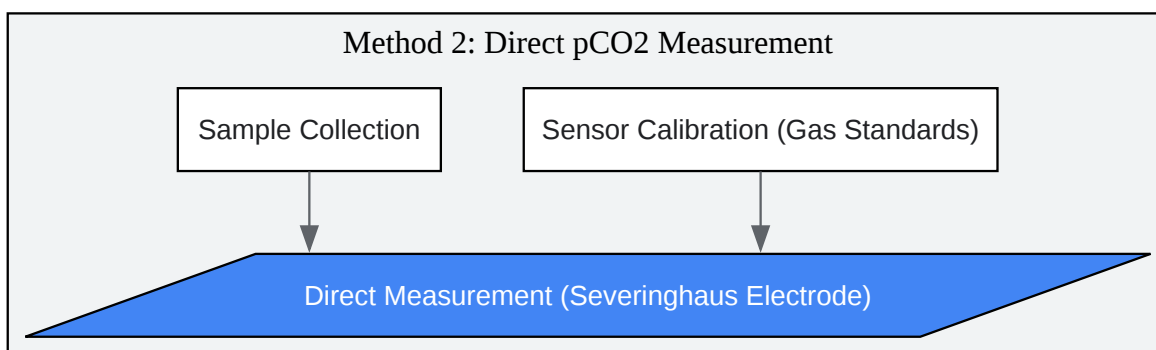 Method 2: Direct pCO2 Measurement
Sample Collection
Sensor Calibration (Gas Standards)
Direct Measurement (Severinghaus Electrode)